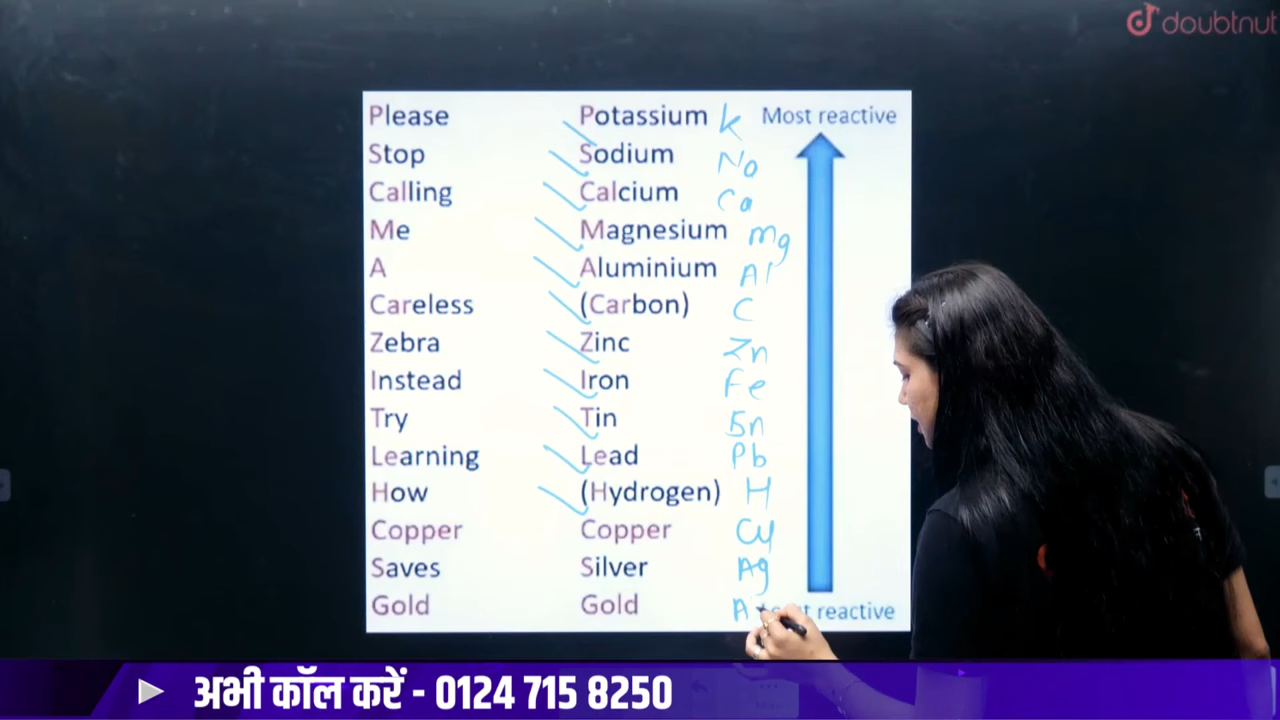 doubtnut
Please Potassium K Most reactive
Stop Sodium Na
Calling Calcium Ca
Me Magnesium Mg
A Aluminium Al
Careless (Carbon) C
Zebra Zinc Zn
Instead Iron Fe
Try Tin Sn
Learning Lead Pb
How (Hydrogen) H
Copper Copper Cu
Saves Silver Ag
Gold Gold A reactive
अभी कॉल करें - 0124 715 8250